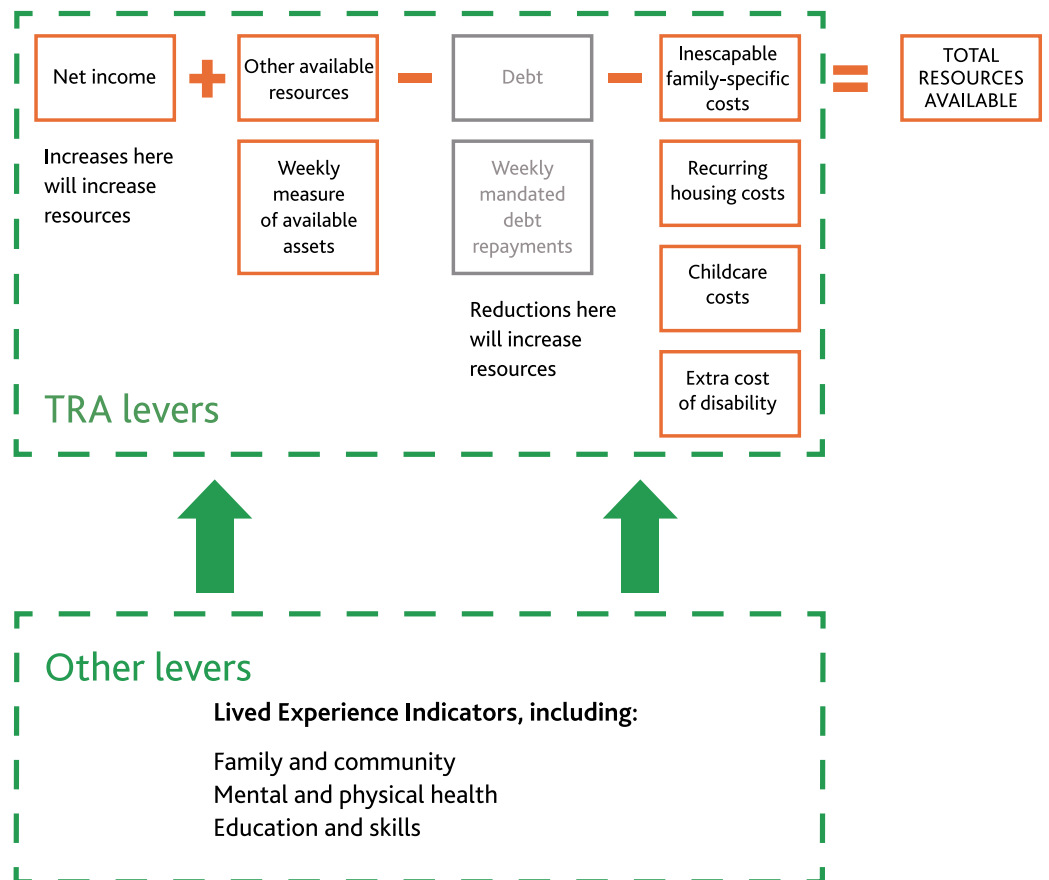 Net income
+
Other available
resources
−
Debt
−
Inescapable
family-specific
costs
=
TOTAL
RESOURCES
AVAILABLE
Increases here
will increase
resources
Weekly
measure
of available
assets
Weekly
mandated
debt
repayments
Recurring
housing costs
Childcare
costs
Reductions here
will increase
resources
Extra cost
of disability
TRA levers
Other levers
Lived Experience Indicators, including:
Family and community
Mental and physical health
Education and skills